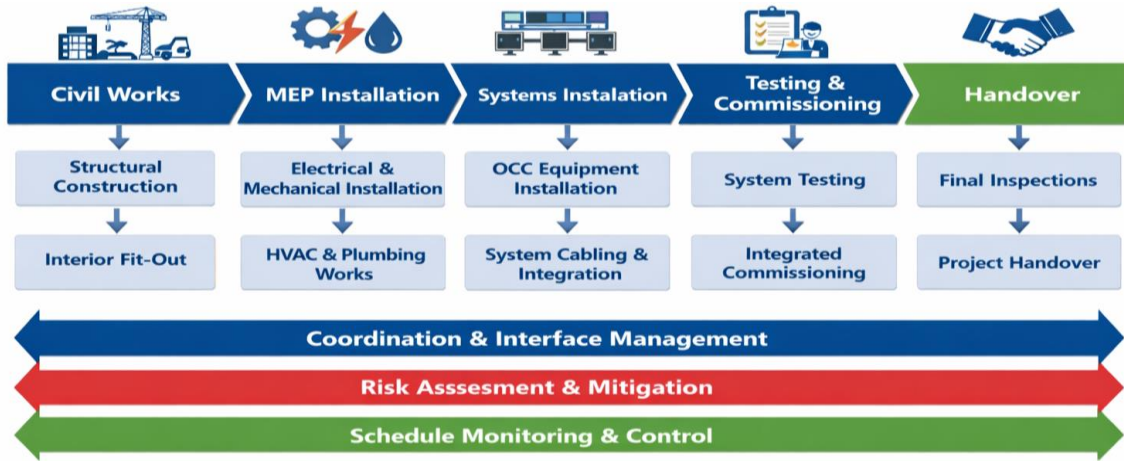 Civil Works
MEP Installation
Systems Instalation
Testing &
Commissioning
Handover
Structural
Construction
Electrical &
Mechanical Installation
OCC Equipment
Installation
System Testing
Final Inspections
Interior Fit-Out
HVAC & Plumbing
Works
System Cabling &
Integration
Integrated
Commissioning
Project Handover
Coordination & Interface Management
Risk Asssesment & Mitigation
Schedule Monitoring & Control